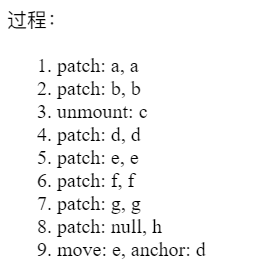 过程：
1. patch: a, a
2. patch: b, b
3. unmount: c
4. patch: d, d
5. patch: e, e
6. patch: f, f
7. patch: g, g
8. patch: null, h
9. move: e, anchor: d